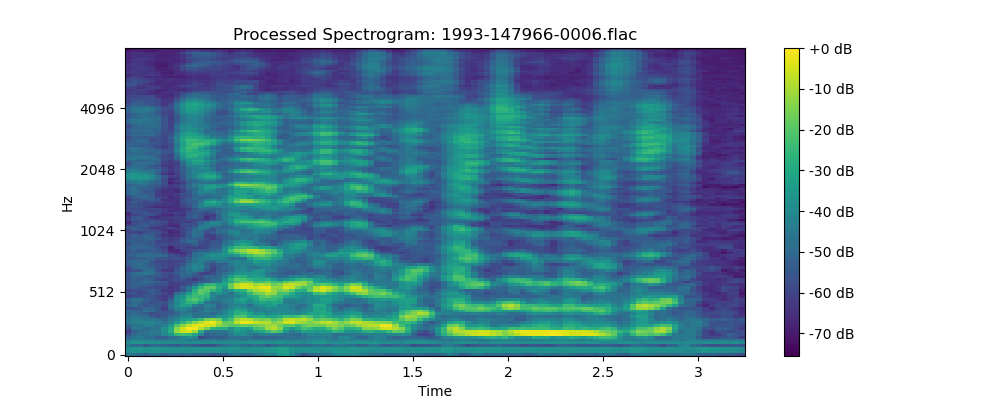 Processed Spectrogram: 1993-147966-0006.flac
Hz
4096
2048
1024
512
0
0 0.5 1 1.5 2 2.5 3
Time
+0 dB
-10 dB
-20 dB
-30 dB
-40 dB
-50 dB
-60 dB
-70 dB